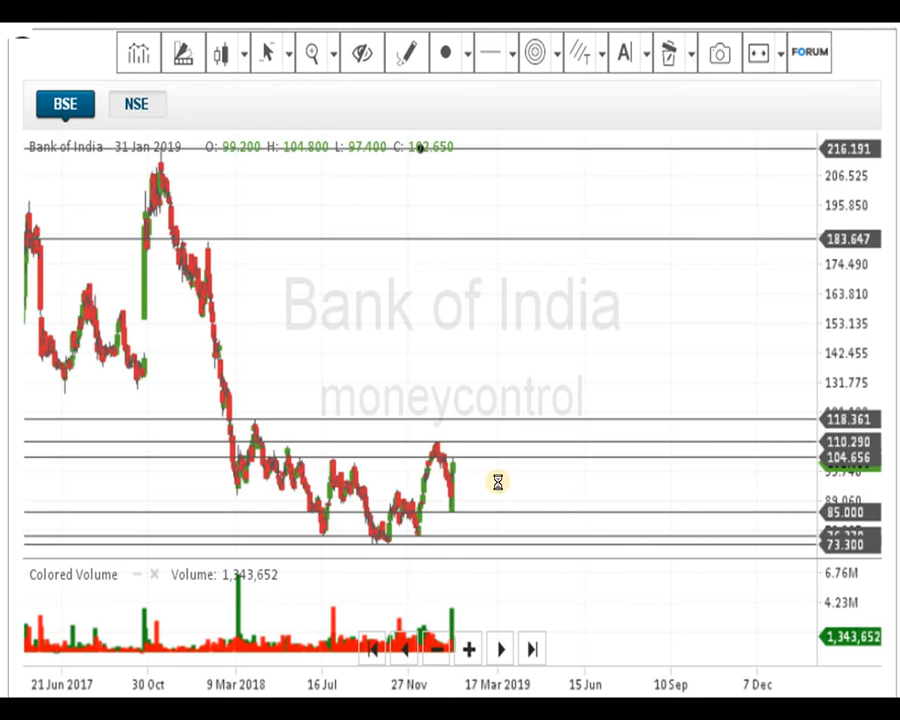 FORUM
BSE NSE
Bank of India 31 Jan 2019 O: 99.200 H: 104.800 L: 97.400 C: 102.650
216.191
206.525
195.850
183.647
174.490
Bank of India
163.810
153.135
142.455
moneycontrol
131.775
118.361
110.290
104.656
89.060
85.000
73.300
Colored Volume Volume: 1,343,652
6.76M
4.23M
1,343,652
21 Jun 2017 30 Oct 9 Mar 2018 16 Jul 27 Nov 17 Mar 2019 15 Jun 10 Sep 7 Dec